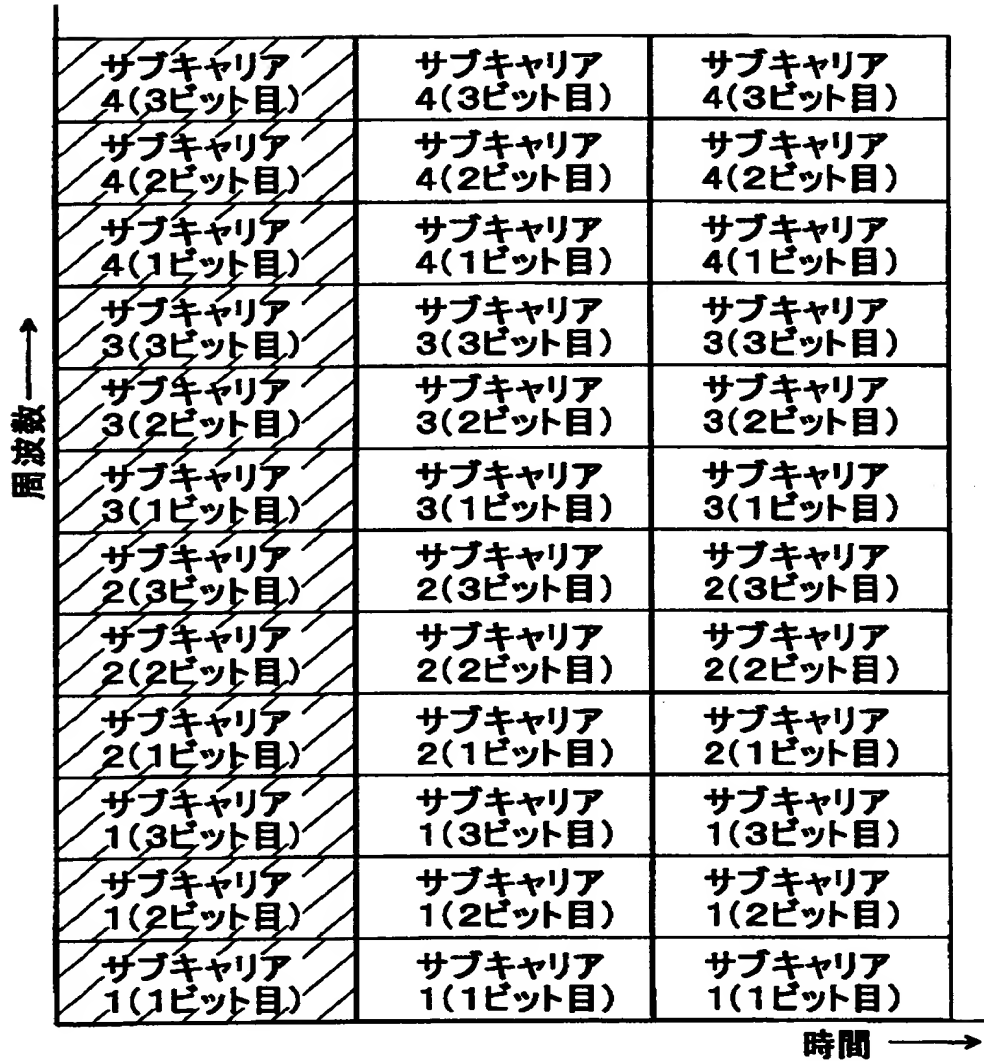 サブキャリア サブキャリア サブキャリア
4(3ビット目) 4(3ビット目) 4(3ビット目)
サブキャリア サブキャリア サブキャリア
4(2ビット目) 4(2ビット目) 4(2ビット目)
サブキャリア サブキャリア サブキャリア
4(1ビット目) 4(1ビット目) 4(1ビット目)
サブキャリア サブキャリア サブキャリア
3(3ビット目) 3(3ビット目) 3(3ビット目)
サブキャリア サブキャリア サブキャリア
3(2ビット目) 3(2ビット目) 3(2ビット目)
サブキャリア サブキャリア サブキャリア
3(1ビット目) 3(1ビット目) 3(1ビット目)
サブキャリア サブキャリア サブキャリア
2(3ビット目) 2(3ビット目) 2(3ビット目)
サブキャリア サブキャリア サブキャリア
2(2ビット目) 2(2ビット目) 2(2ビット目)
サブキャリア サブキャリア サブキャリア
2(1ビット目) 2(1ビット目) 2(1ビット目)
サブキャリア サブキャリア サブキャリア
1(3ビット目) 1(3ビット目) 1(3ビット目)
サブキャリア サブキャリア サブキャリア
1(2ビット目) 1(2ビット目) 1(2ビット目)
サブキャリア サブキャリア サブキャリア
1(1ビット目) 1(1ビット目) 1(1ビット目)
周波数
時間